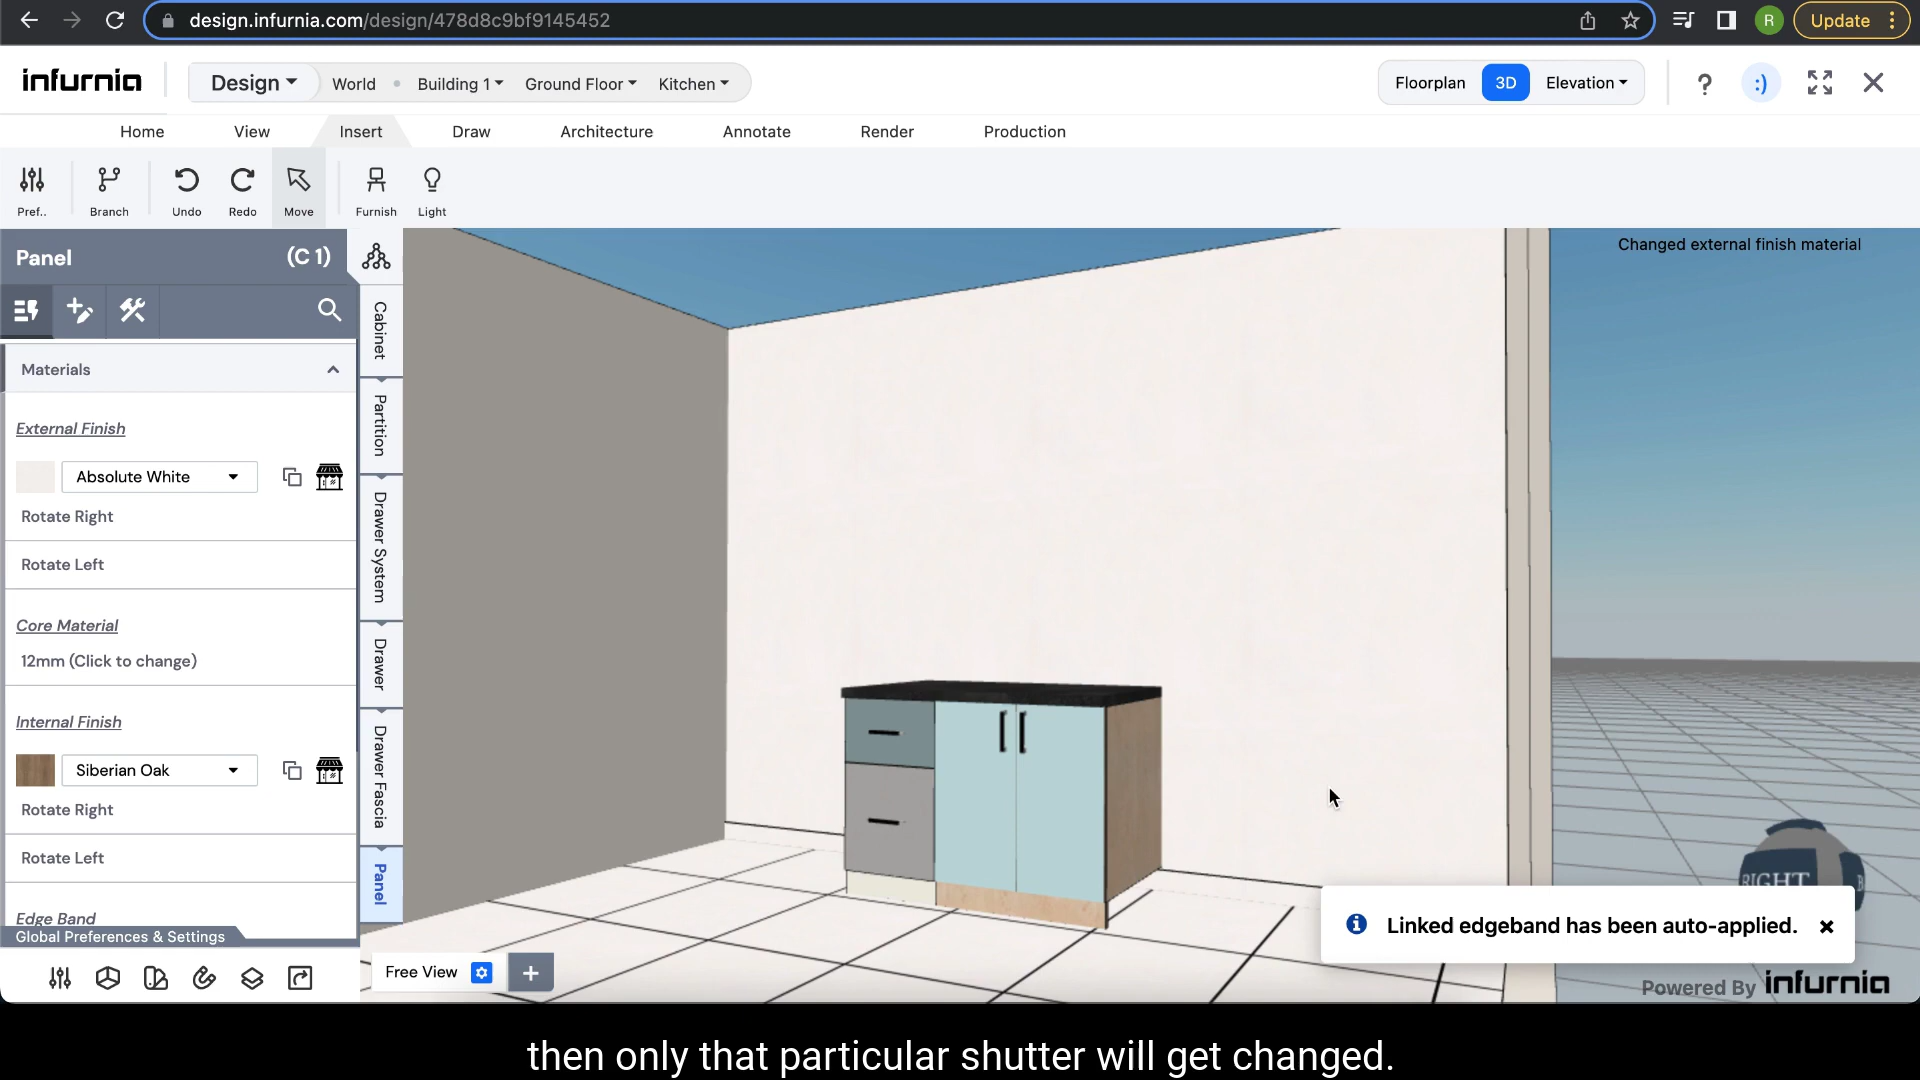 design.infurnia.com/design/478d8c9bf9145452
R
Update
infurnia
Design
World
Building 1
Ground Floor
Kitchen
Floorplan
3D
Elevation
?
:)
Home
View
Insert
Draw
Architecture
Annotate
Render
Production
Pref..
Branch
Undo
Redo
Move
Furnish
Light
Panel
(C 1)
Changed external finish material
Cabinet
Partition
Drawer System
Drawer
Drawer Fascia
Panel
Materials
External Finish
Absolute White
Rotate Right
Rotate Left
Core Material
12mm (Click to change)
Internal Finish
Siberian Oak
Rotate Right
Rotate Left
Edge Band
Global Preferences & Settings
Free View
RIGHT
Linked edgeband has been auto-applied.
Powered By infurnia
then only that particular shutter will get changed.